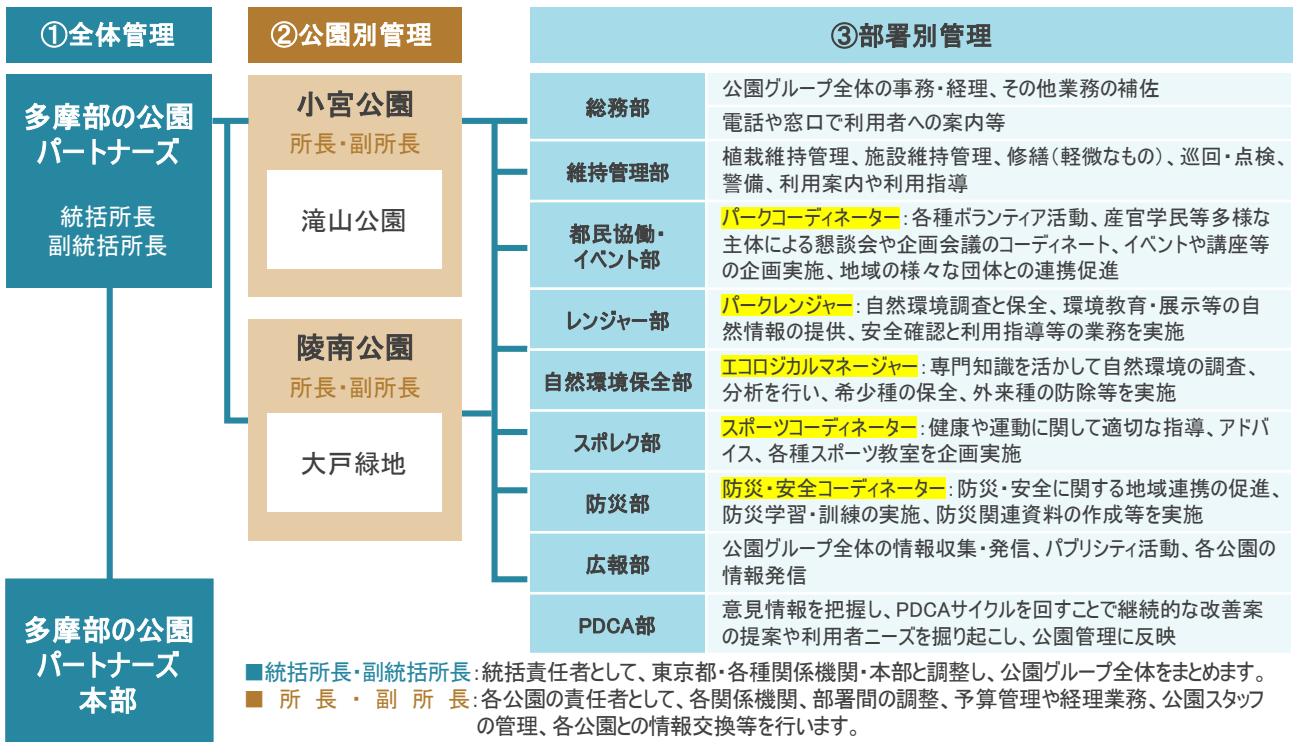 ①全体管理
②公園別管理
③部署別管理
多摩部の公園
パートナーズ
統括所長
副統括所長
多摩部の公園
パートナーズ
本部
小宮公園
所長・副所長
滝山公園
陵南公園
所長・副所長
大戸緑地
総務部
公園グループ全体の事務・経理、その他業務の補佐
電話や窓口で利用者への案内等
維持管理部
植栽維持管理、施設維持管理、修繕（軽微なもの）、巡回・点検、
警備、利用案内や利用指導
都民協働・
イベント部
パークコーディネーター：各種ボランティア活動、産官学民等多様な
主体による懇談会や企画会議のコーディネート、イベントや講座等
の企画実施、地域の様々な団体との連携促進
レンジャー部
パークレンジャー：自然環境調査と保全、環境教育・展示等の自
然情報の提供、安全確認と利用指導等の業務を実施
自然環境保全部
エコロジカルマネージャー：専門知識を活かして自然環境の調査、
分析を行い、希少種の保全、外来種の防除等を実施
スポレク部
スポーツコーディネーター：健康や運動に関して適切な指導、アドバ
イス、各種スポーツ教室を企画実施
防災部
防災・安全コーディネーター：防災・安全に関する地域連携の促進、
防災学習・訓練の実施、防災関連資料の作成等を実施
広報部
公園グループ全体の情報収集・発信、パブリシティ活動、各公園の
情報発信
PDCA部
意見情報を把握し、PDCAサイクルを回すことで継続的な改善案
の提案や利用者ニーズを掘り起こし、公園管理に反映
■統括所長・副統括所長：統括責任者として、東京都・各種関係機関・本部と調整し、公園グループ全体をまとめます。
■ 所 長 ・ 副 所 長：各公園の責任者として、各関係機関、部署間の調整、予算管理や経理業務、公園スタッフ
の管理、各公園との情報交換等を行います。